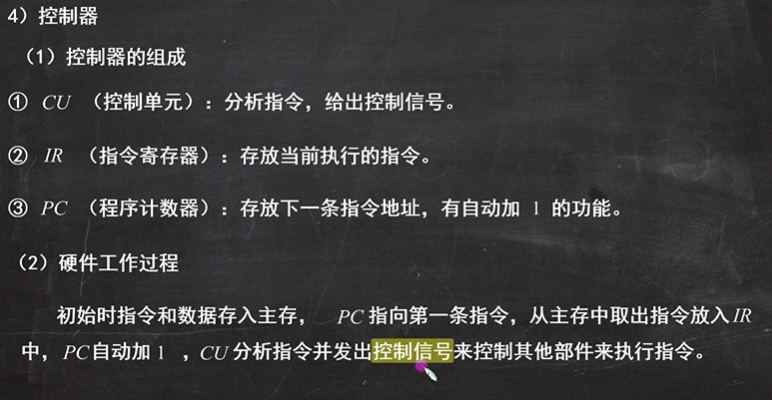 4）控制器
（1）控制器的组成
① CU （控制单元）：分析指令，给出控制信号。
② IR （指令寄存器）：存放当前执行的指令。
③ PC （程序计数器）：存放下一条指令地址，有自动加 1 的功能。
（2）硬件工作过程
初始时指令和数据存入主存， PC 指向第一条指令，从主存中取出指令放入 IR
中，PC 自动加 1 ，CU 分析指令并发出控制信号来控制其他部件来执行指令。